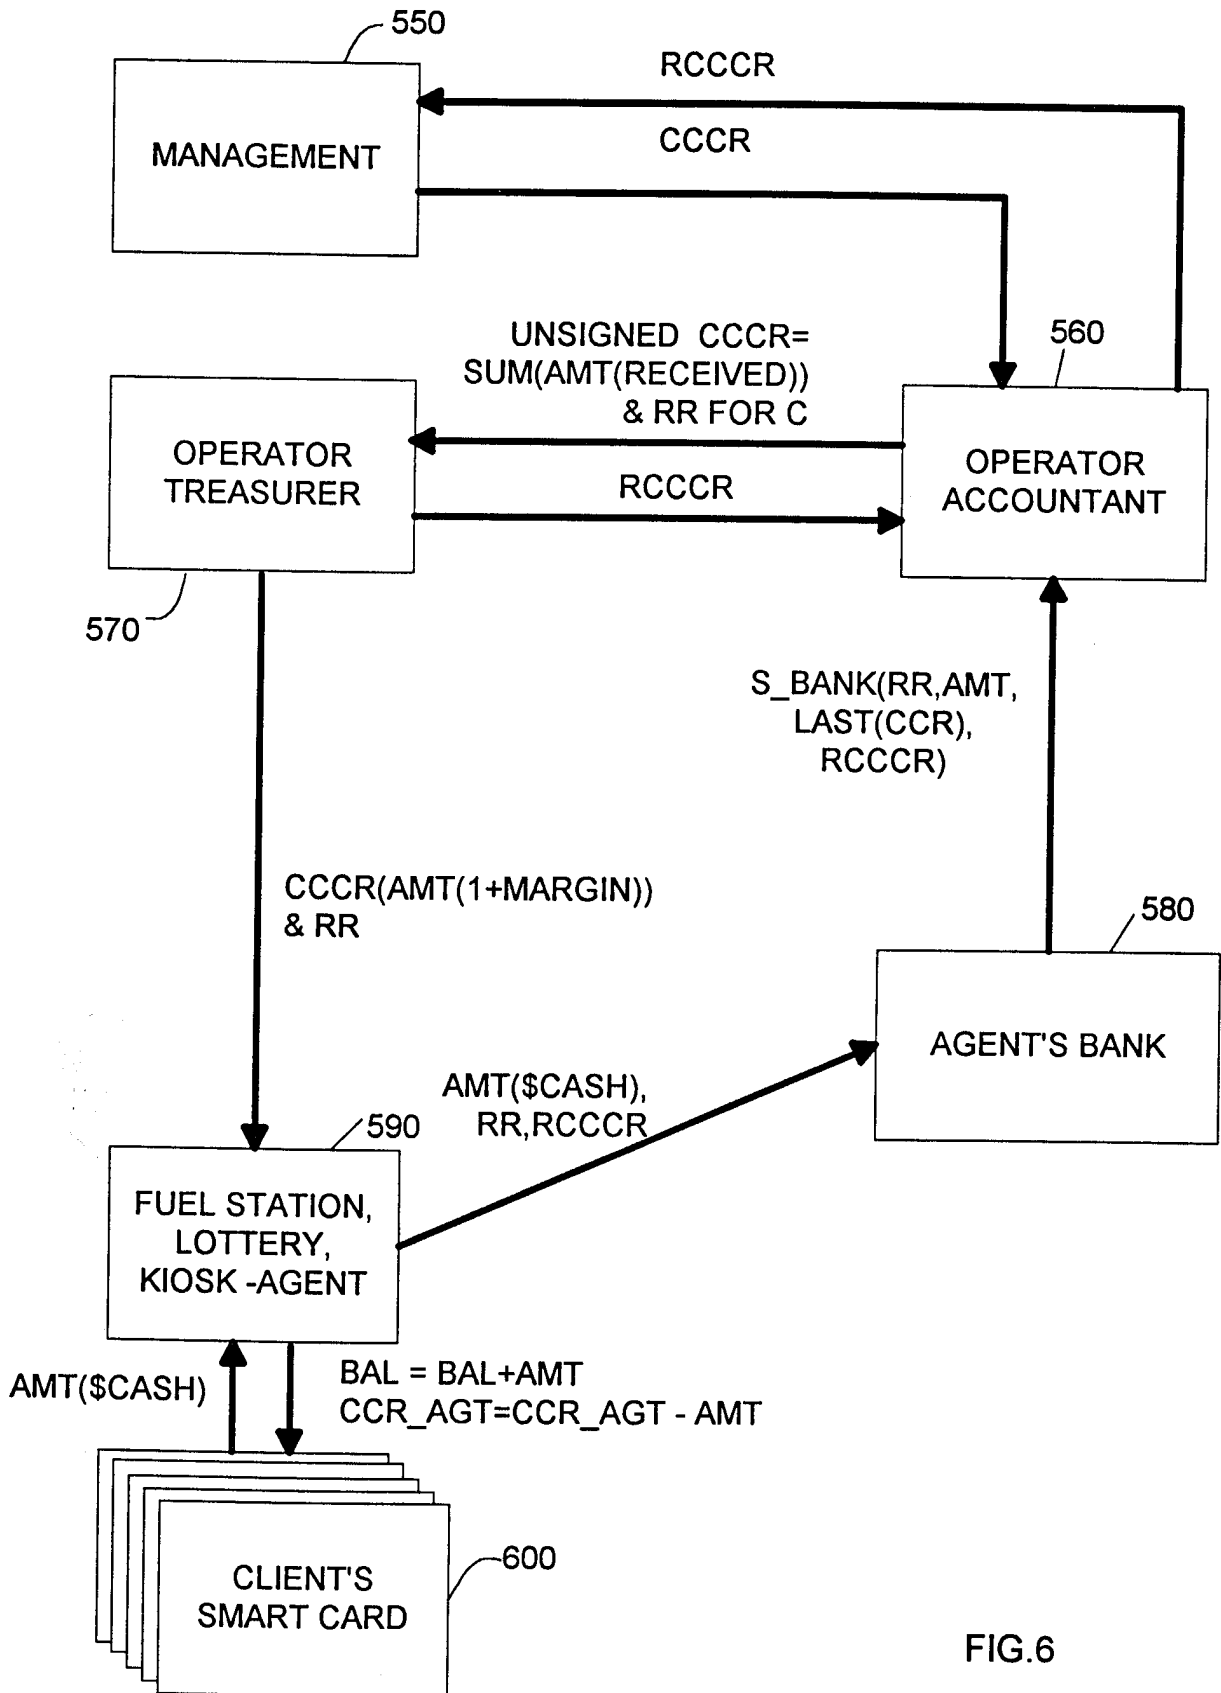 550
RCCCR
MANAGEMENT
CCCR
UNSIGNED CCCR=
SUM(AMT(RECEIVED))
& RR FOR C
560
OPERATOR
TREASURER
RCCCR
OPERATOR
ACCOUNTANT
570
S_BANK(RR,AMT,
LAST(CCR),
RCCCR)
CCCR(AMT(1+MARGIN))
& RR
580
AGENT'S BANK
AMT($CASH),
RR,RCCCR
590
FUEL STATION,
LOTTERY,
KIOSK -AGENT
AMT($CASH)
BAL = BAL+AMT
CCR_AGT=CCR_AGT - AMT
600
CLIENT'S
SMART CARD
FIG.6